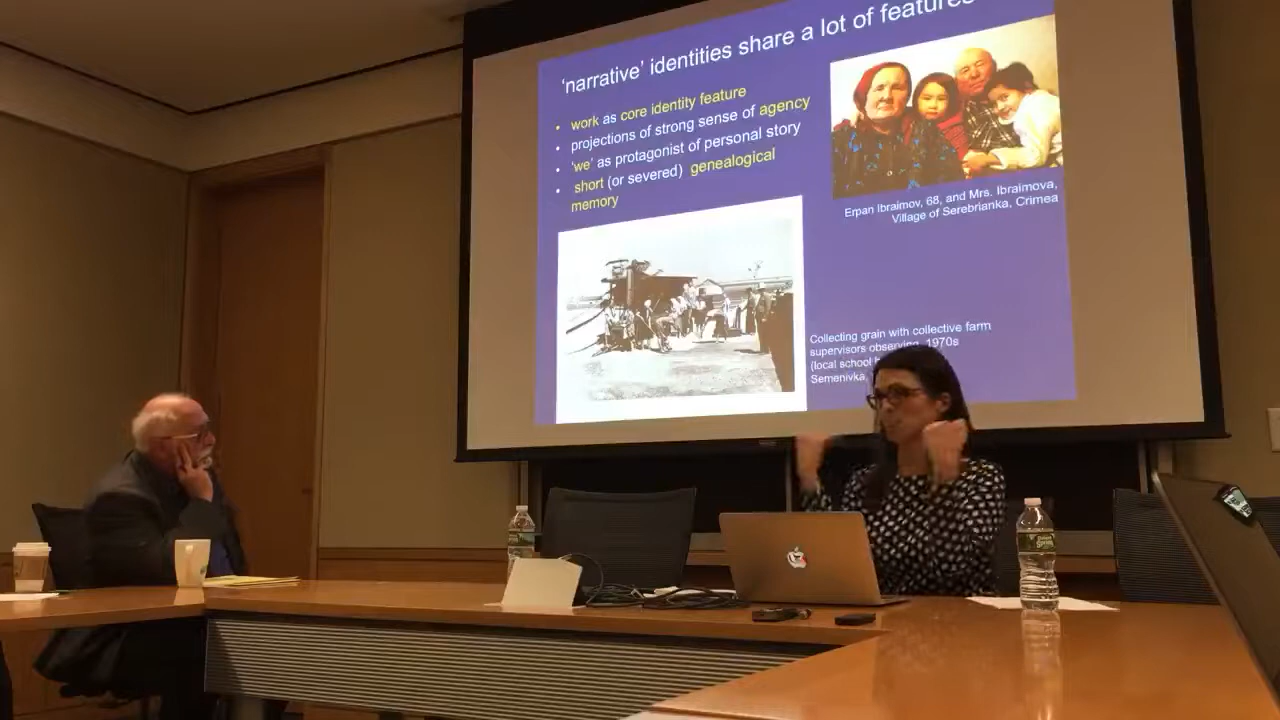 'narrative' identities share a lot of features
• work as core identity feature
• projections of strong sense of agency
• 'we' as protagonist of personal story
• short (or severed) genealogical
memory
Erpan Ibraimov, 68, and Mrs. Ibraimova,
Village of Serebrianka, Crimea
Collecting grain with collective farm
supervisors observing, 1970s
(local school
Semenivka,